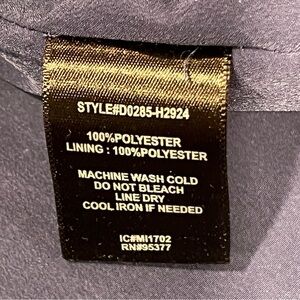 STYLE#D0285-H2924
100%POLYESTER
LINING : 100%POLYESTER
MACHINE WASH COLD
DO NOT BLEACH
LINE DRY
COOL IRON IF NEEDED
IC#MI1702
RN#95377